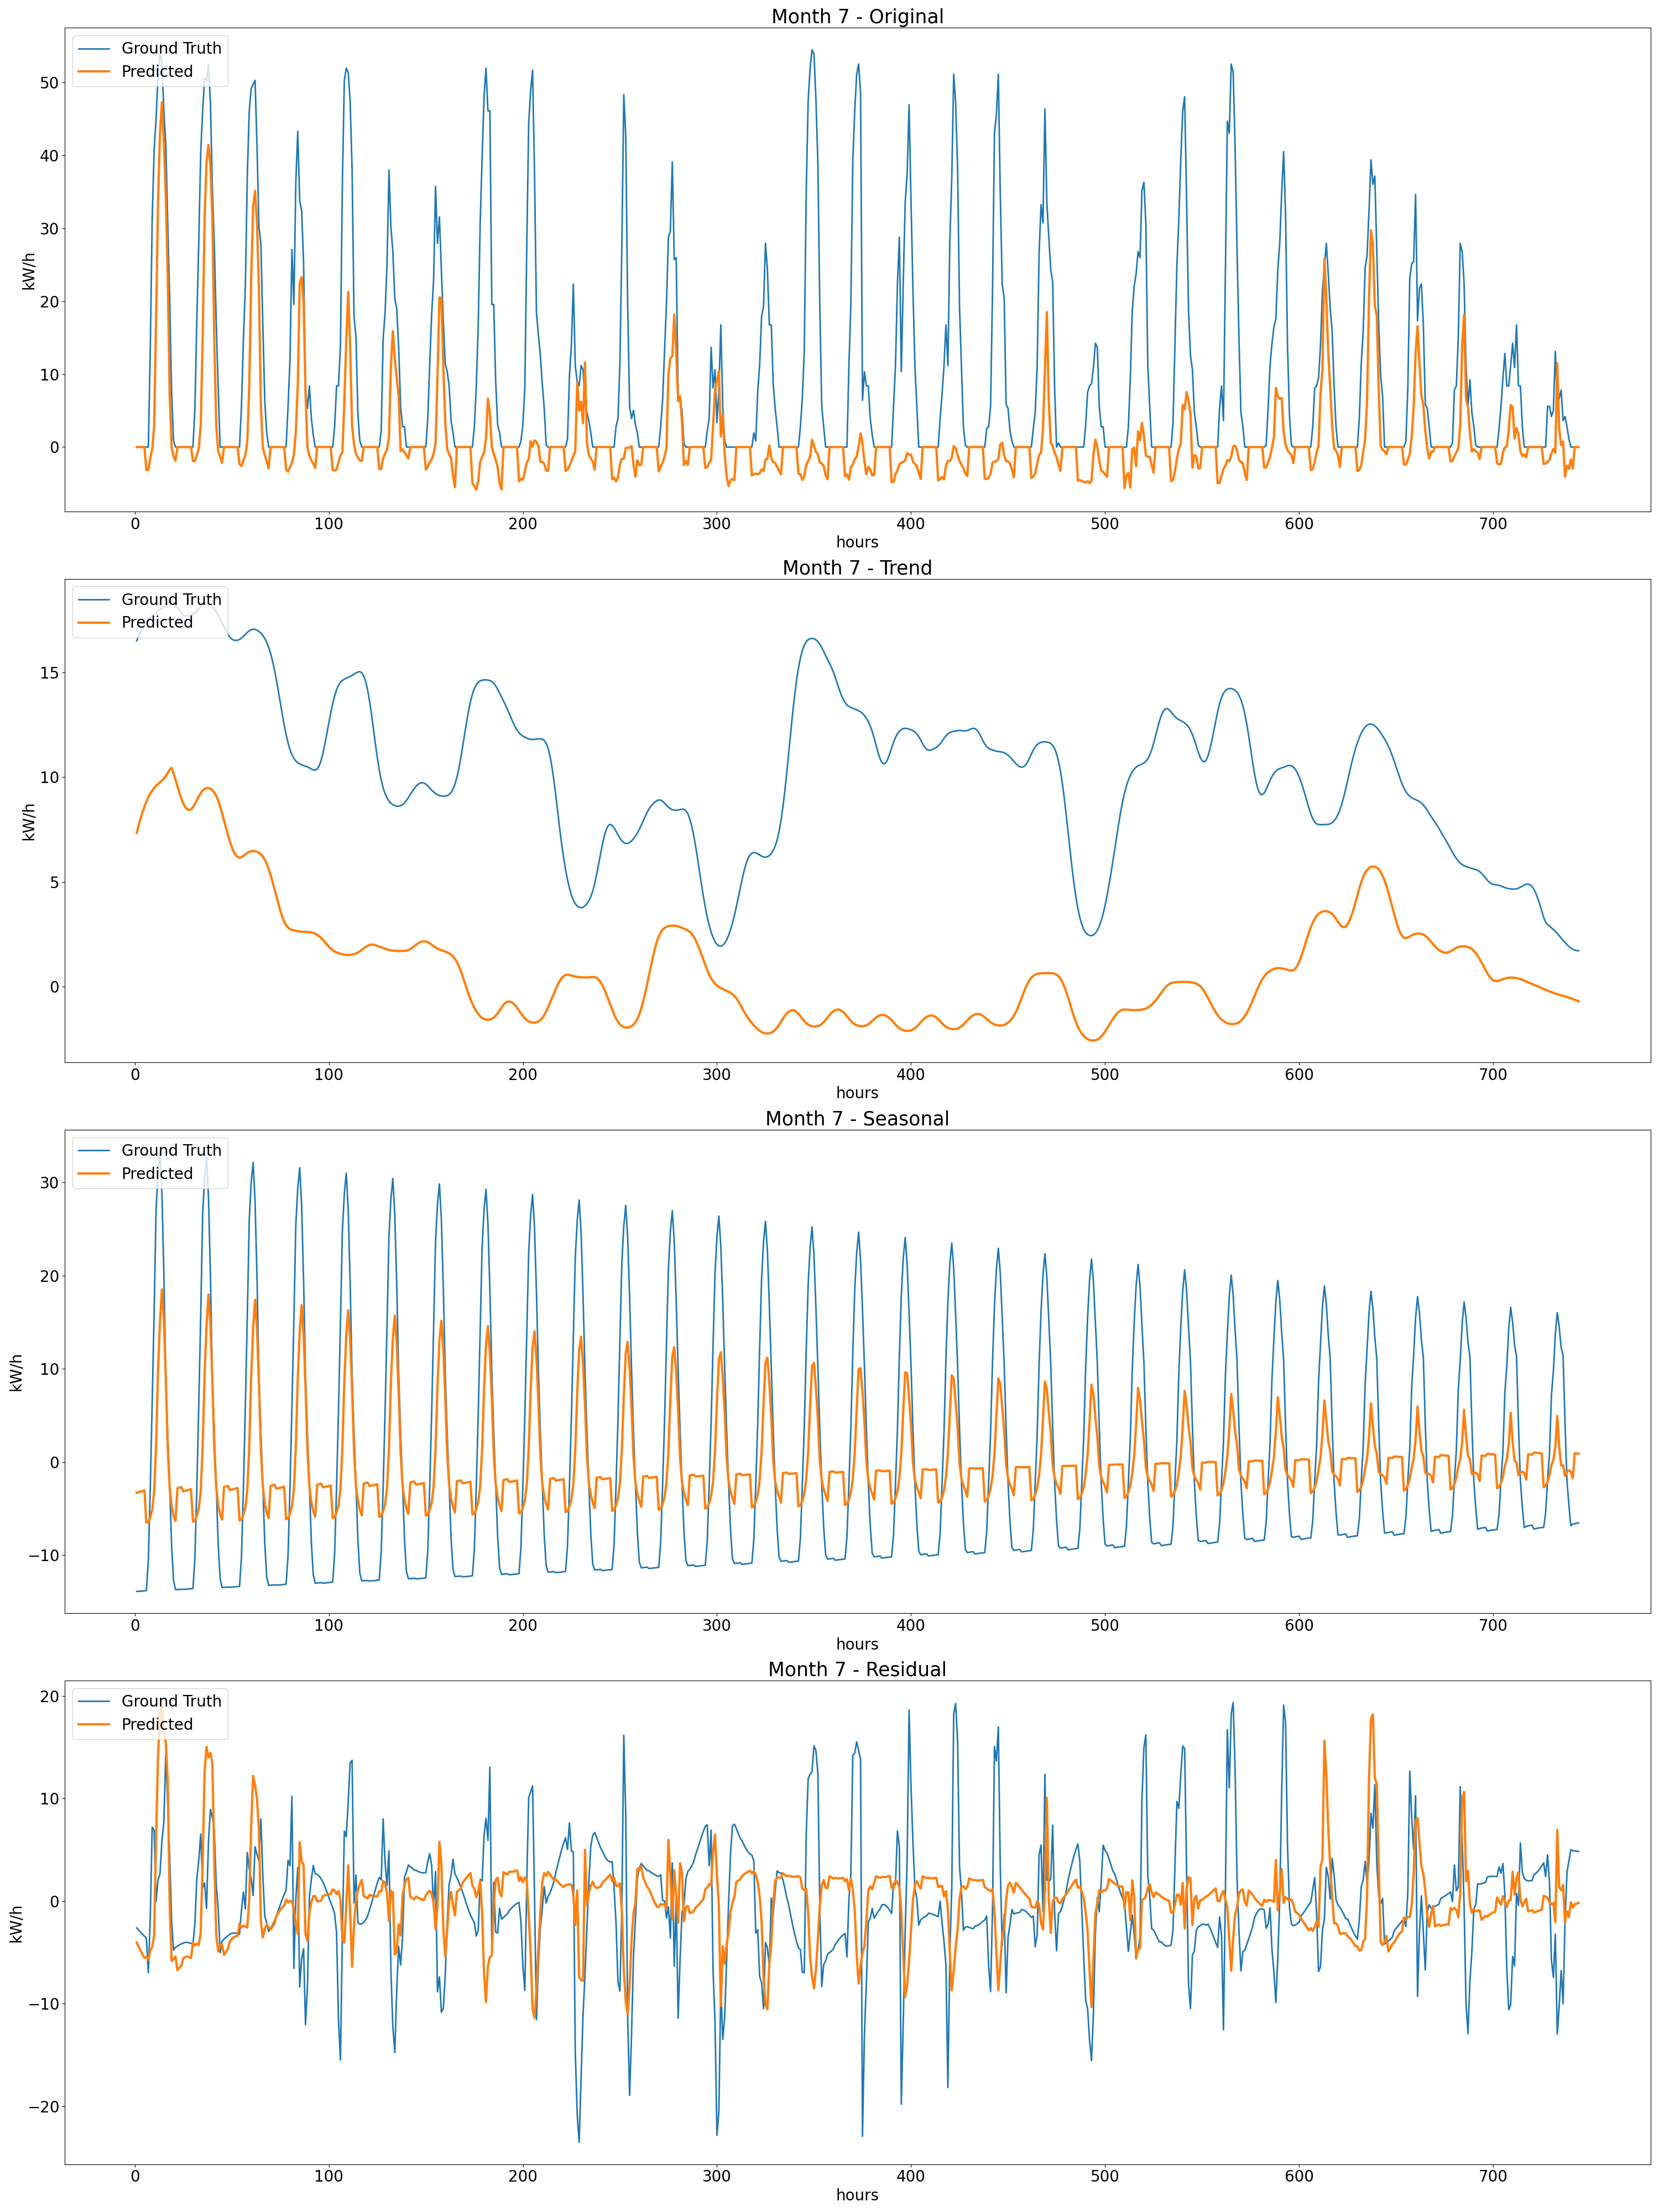 Month 7 - Original
Ground Truth
Predicted
50
40
30
20
10
0
kW/h
0 100 200 300 400 500 600 700
hours
Month 7 - Trend
Ground Truth
Predicted
15
10
5
0
kW/h
0 100 200 300 400 500 600 700
hours
Month 7 - Seasonal
Ground Truth
Predicted
30
20
10
0
−10
kW/h
0 100 200 300 400 500 600 700
hours
Month 7 - Residual
Ground Truth
Predicted
20
10
0
−10
−20
kW/h
0 100 200 300 400 500 600 700
hours